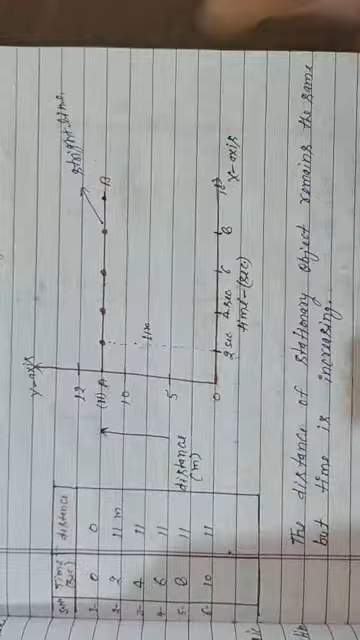 S.no Time (sec) distance
1- 0 0
2- 2 11 m
3- 4 11
4- 6 11
5- 8 11
6- 10 11
y-axis
12
(11) A
10
5
0
distance
(m)
straight-line.
B
11m
2 sec 4 sec 6 8 10
x-axis
time-(sec)
The distance of stationary object remains the same
but time is increasing.